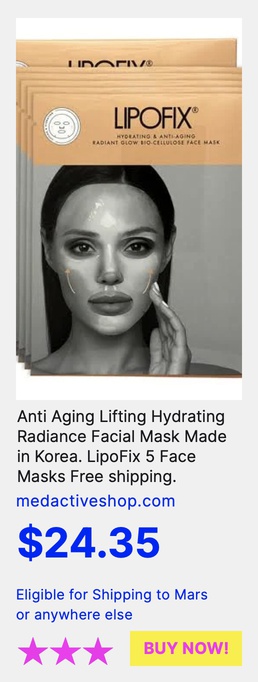 LIPOFIX®
LIPOFIX®
HYDRATING & ANTI-AGING
RADIANT GLOW BIO-CELLULOSE FACE MASK
Anti Aging Lifting Hydrating
Radiance Facial Mask Made
in Korea. LipoFix 5 Face
Masks Free shipping.
medactiveshop.com
$24.35
Eligible for Shipping to Mars
or anywhere else
BUY NOW!